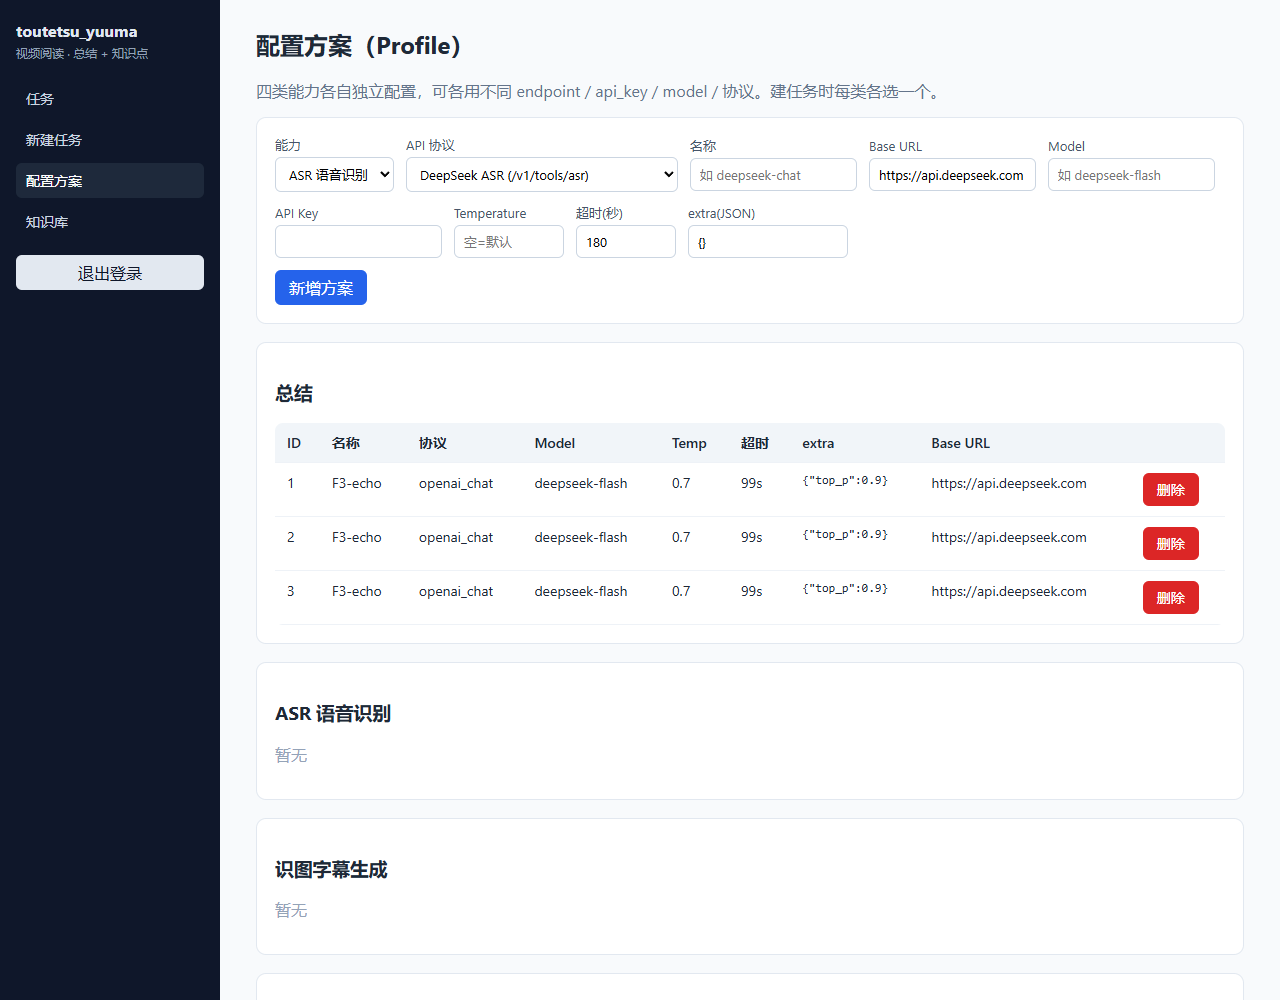 toutetsu_yuuma
视频阅读 · 总结 + 知识点
任务
新建任务
配置方案
知识库
退出登录
配置方案（Profile）
四类能力各自独立配置，可各用不同 endpoint / api_key / model / 协议。建任务时每类各选一个。
能力 API 协议 名称 Base URL Model
ASR 语音识别 DeepSeek ASR (/v1/tools/asr) 如 deepseek-chat https://api.deepseek.com 如 deepseek-flash
API Key Temperature 超时(秒) extra(JSON)
空=默认 180 {}
新增方案
总结
ID 名称 协议 Model Temp 超时 extra Base URL
1 F3-echo openai_chat deepseek-flash 0.7 99s {"top_p":0.9} https://api.deepseek.com 删除
2 F3-echo openai_chat deepseek-flash 0.7 99s {"top_p":0.9} https://api.deepseek.com 删除
3 F3-echo openai_chat deepseek-flash 0.7 99s {"top_p":0.9} https://api.deepseek.com 删除
ASR 语音识别
暂无
识图字幕生成
暂无